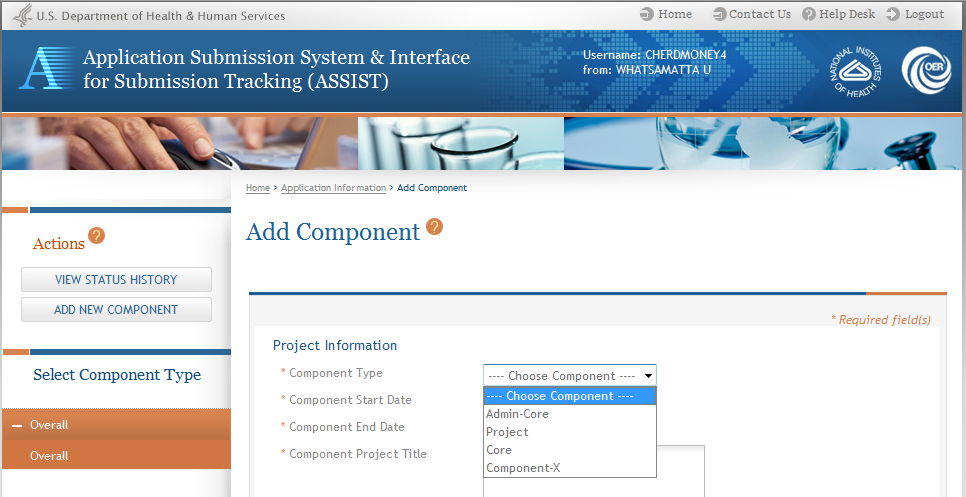 U.S. Department of Health & Human Services
Home
Contact Us
Help Desk
Logout
A
Application Submission System & Interface
for Submission Tracking (ASSIST)
Username: CHERDMONEY4
from: WHATSAMATTA U
NATIONAL INSTITUTES OF HEALTH
OER
Home > Application Information > Add Component
Actions ?
VIEW STATUS HISTORY
ADD NEW COMPONENT
Select Component Type
Overall
Overall
Add Component ?
* Required field(s)
Project Information
* Component Type
---- Choose Component ----
---- Choose Component ----
Admin-Core
Project
Core
Component-X
* Component Start Date
* Component End Date
* Component Project Title